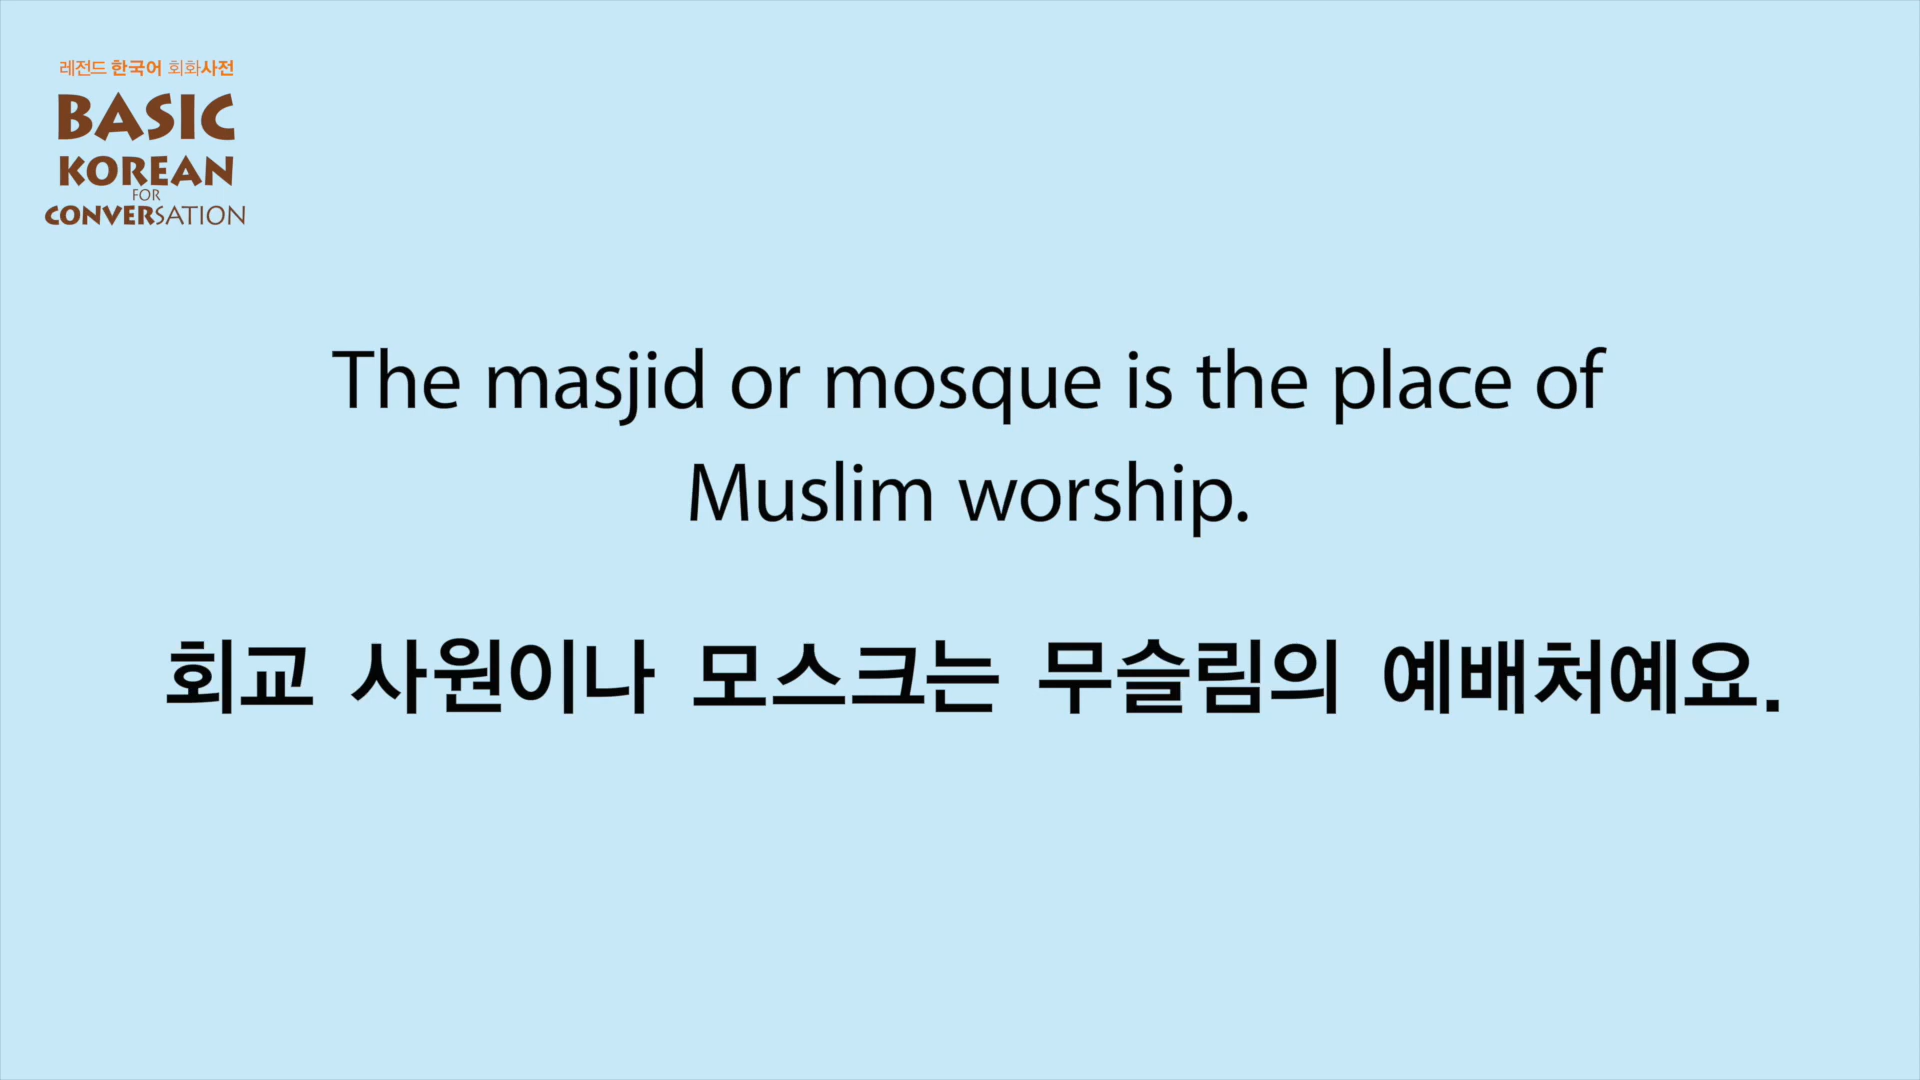 레전드 한국어 회화사전
BASIC
KOREAN
FOR
CONVERSATION
The masjid or mosque is the place of
Muslim worship.
회교 사원이나 모스크는 무슬림의 예배처예요.